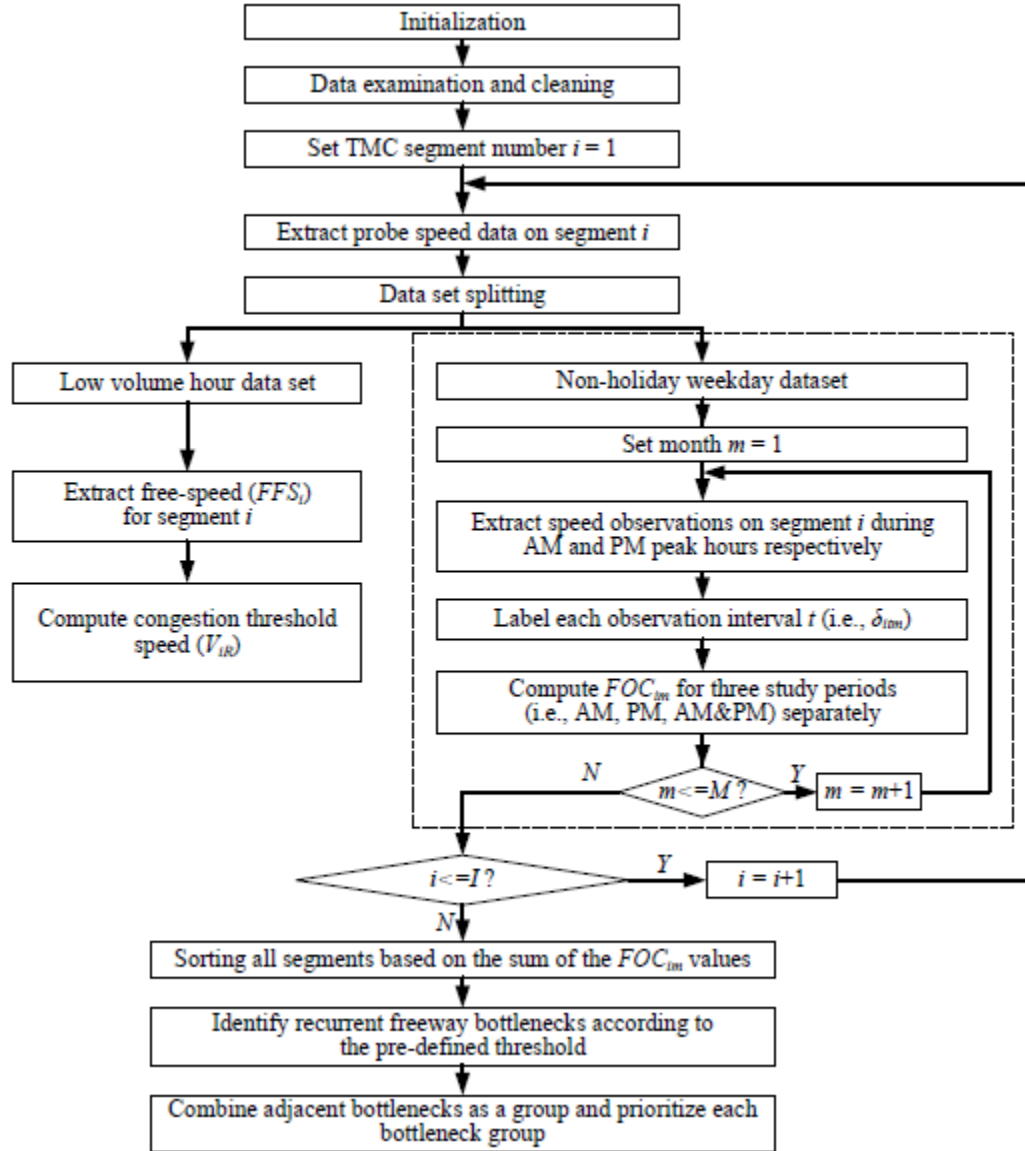 Initialization
Data examination and cleaning
Set TMC segment number i = 1
Extract probe speed data on segment i
Data set splitting
Low volume hour data set
Extract free-speed (FFSi)
for segment i
Compute congestion threshold
speed (ViR)
Non-holiday weekday dataset
Set month m = 1
Extract speed observations on segment i during
AM and PM peak hours respectively
Label each observation interval t (i.e., δitm)
Compute FOCim for three study periods
(i.e., AM, PM, AM&PM) separately
N
m<=M?
Y
m = m+1
i<=I?
Y
i = i+1
N
Sorting all segments based on the sum of the FOCim values
Identify recurrent freeway bottlenecks according to
the pre-defined threshold
Combine adjacent bottlenecks as a group and prioritize each
bottleneck group